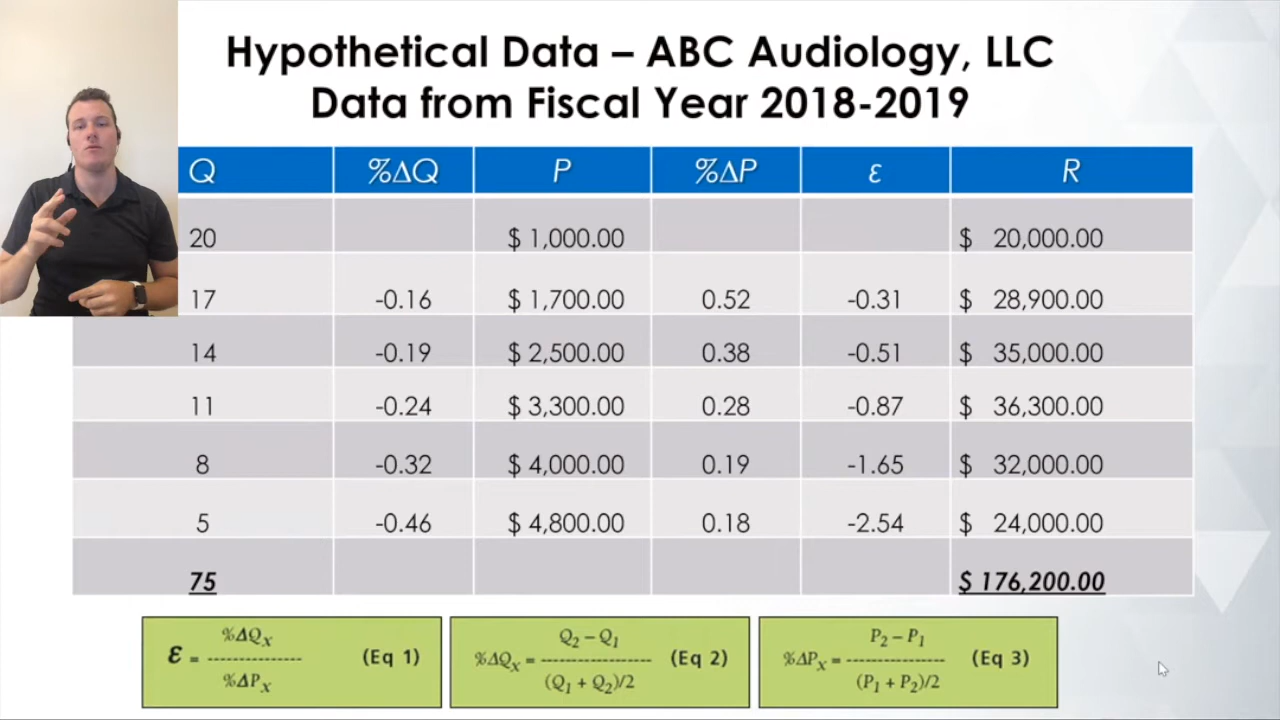 Hypothetical Data – ABC Audiology, LLC
Data from Fiscal Year 2018-2019
Q %ΔQ P %ΔP ε R
20 $ 1,000.00 $ 20,000.00
17 -0.16 $ 1,700.00 0.52 -0.31 $ 28,900.00
14 -0.19 $ 2,500.00 0.38 -0.51 $ 35,000.00
11 -0.24 $ 3,300.00 0.28 -0.87 $ 36,300.00
8 -0.32 $ 4,000.00 0.19 -1.65 $ 32,000.00
5 -0.46 $ 4,800.00 0.18 -2.54 $ 24,000.00
75 $ 176,200.00
ε = %ΔQx / %ΔPx (Eq 1)
%ΔQx = Q2 – Q1 / (Q1 + Q2)/2 (Eq 2)
%ΔPx = P2 – P1 / (P1 + P2)/2 (Eq 3)